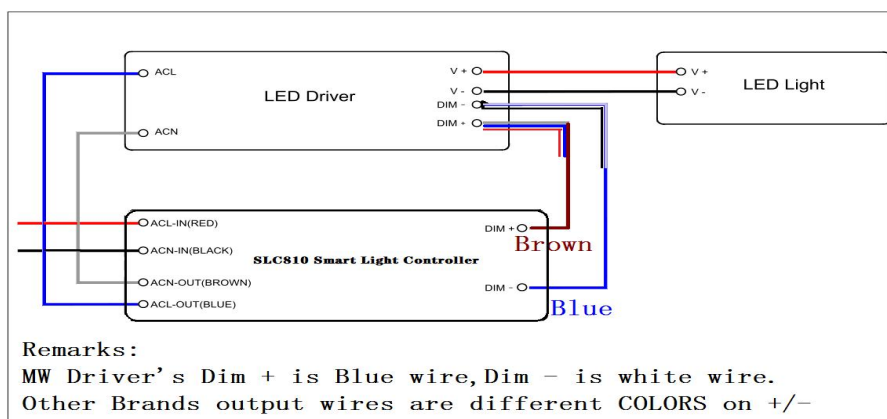 ACL
LED Driver
ACN
V +
V -
DIM -
DIM +
V +
V -
LED Light
ACL-IN(RED)
ACN-IN(BLACK)
ACN-OUT(BROWN)
ACL-OUT(BLUE)
SLC810 Smart Light Controller
DIM +
Brown
DIM -
Blue
Remarks:
MW Driver's Dim + is Blue wire,Dim - is white wire.
Other Brands output wires are different COLORS on +/-